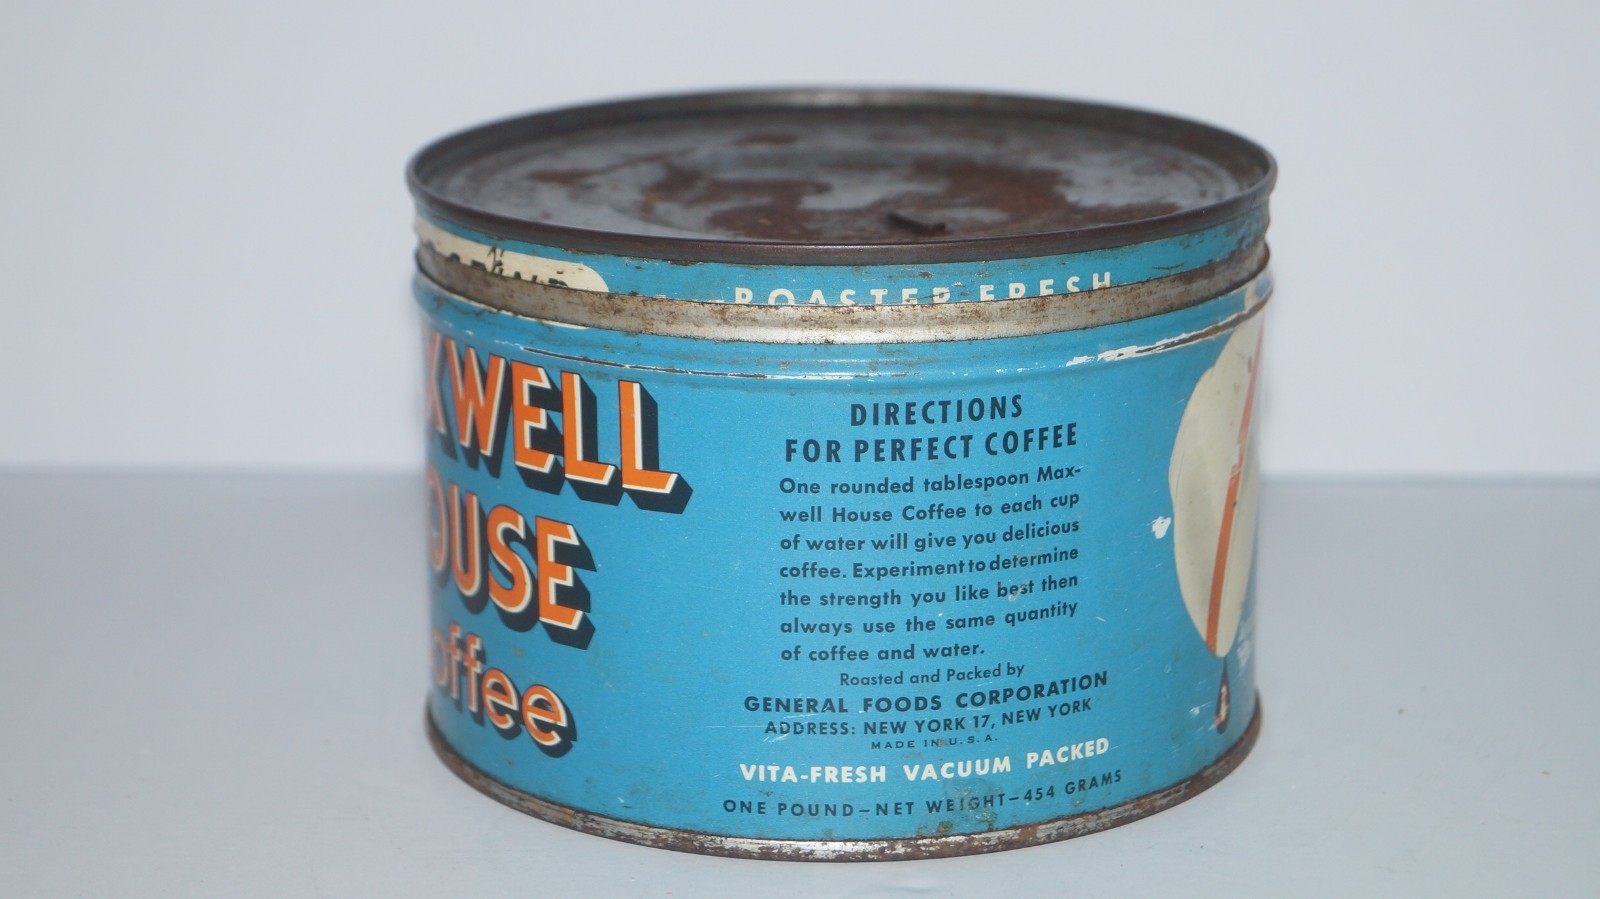 ROASTER FRESH
XWELL
OUSE
offee
DIRECTIONS
FOR PERFECT COFFEE
One rounded tablespoon Max-
well House Coffee to each cup
of water will give you delicious
coffee. Experiment to determine
the strength you like best then
always use the same quantity
of coffee and water.
Roasted and Packed by
GENERAL FOODS CORPORATION
ADDRESS: NEW YORK 17, NEW YORK
MADE IN U.S.A.
VITA-FRESH VACUUM PACKED
ONE POUND—NET WEIGHT—454 GRAMS